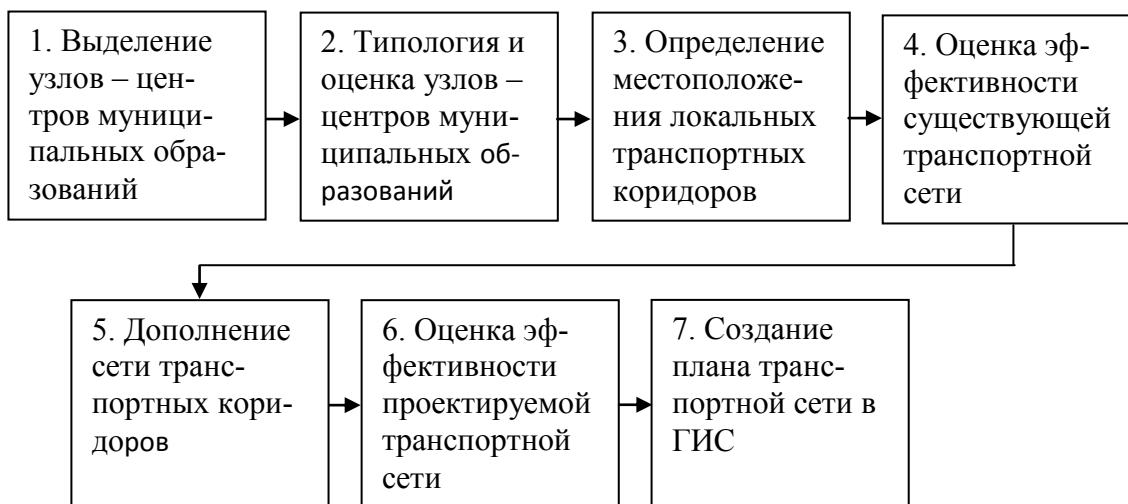 1. Выделение
узлов – цен-
тров муници-
пальных обра-
зований
2. Типология и
оценка узлов –
центров муни-
ципальных об-
разований
3. Определение
местоположе-
ния локальных
транспортных
коридоров
4. Оценка эф-
фективности
существующей
транспортной
сети
5. Дополнение
сети транс-
портных кори-
доров
6. Оценка эф-
фективности
проектируемой
транспортной
сети
7. Создание
плана транс-
портной сети в
ГИС